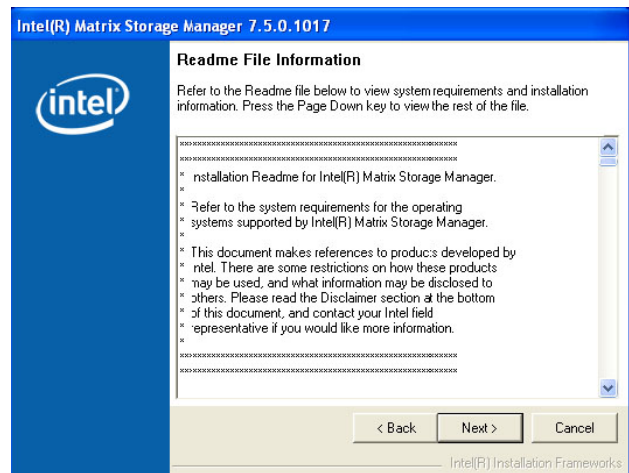 Intel(R) Matrix Storage Manager 7.5.0.1017
intel
Readme File Information
Refer to the Readme file below to view system requirements and installation
information. Press the Page Down key to view the rest of the file.
* nstallation Readme for Intel(R) Matrix Storage Manager.
*
* Refer to the system requirements for the operating
* systems supported by Intel(R) Matrix Storage Manager.
*
* This document makes references to produc:s developed by
* ntel. There are some restrictions on how these products
* may be used, and what information may be disclosed to
* others. Please read the Disclaimer section at the bottom
* of this document, and contact your Intel field
* representative if you would like more information.
*
< Back
Next >
Cancel
Intel(R) Installation Frameworks